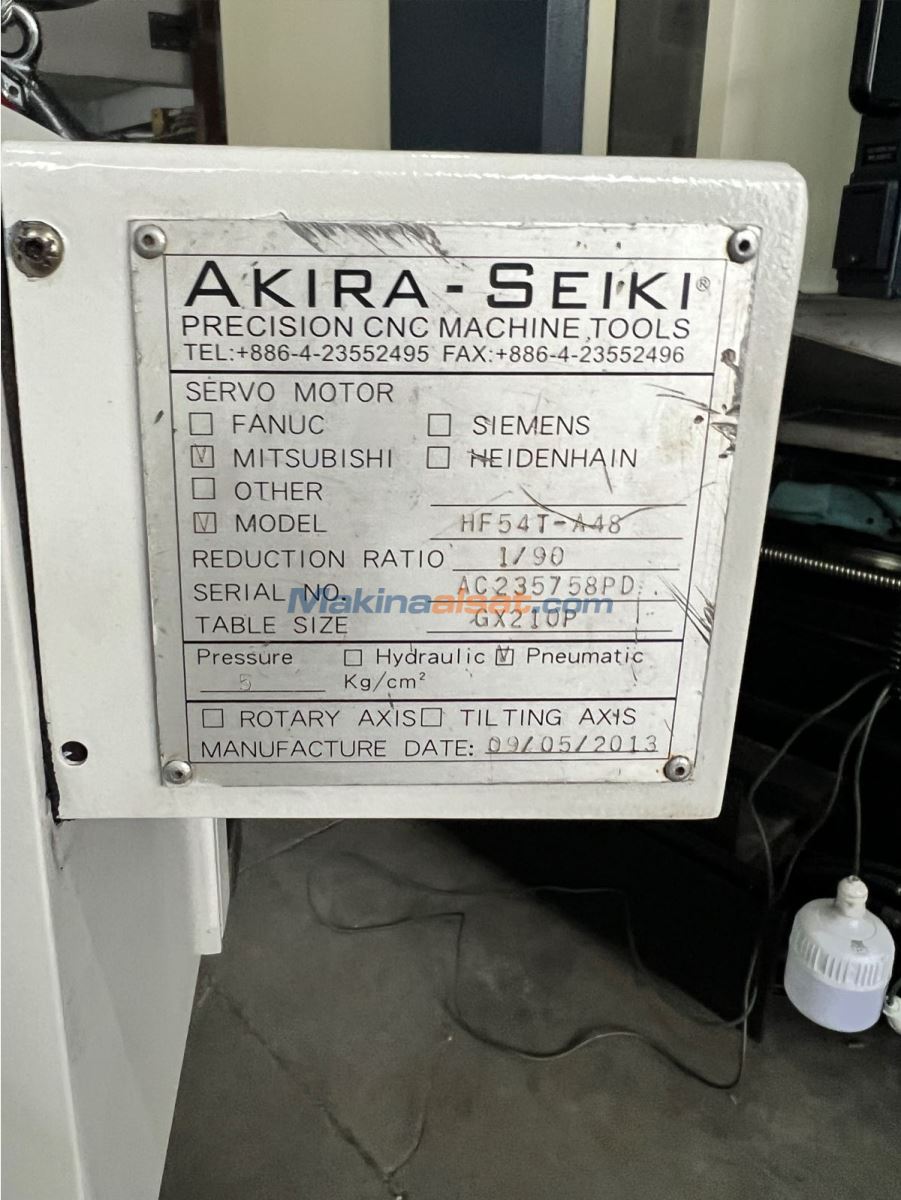 AKIRA - SEIKI®
PRECISION CNC MACHINE TOOLS
TEL:+886-4-23552495 FAX:+886-4-23552496
SERVO MOTOR
☐ FANUC ☐ SIEMENS
☑ MITSUBISHI ☐ HEIDENHAIN
☐ OTHER
☑ MODEL HF54T-A48
REDUCTION RATIO 1/90
SERIAL NO. AC235758PD
Makinaalsat.com
TABLE SIZE GX210P
Pressure ☐ Hydraulic ☑ Pneumatic
5 Kg/cm²
☐ ROTARY AXIS ☐ TILTING AXIS
MANUFACTURE DATE: 09/05/2013